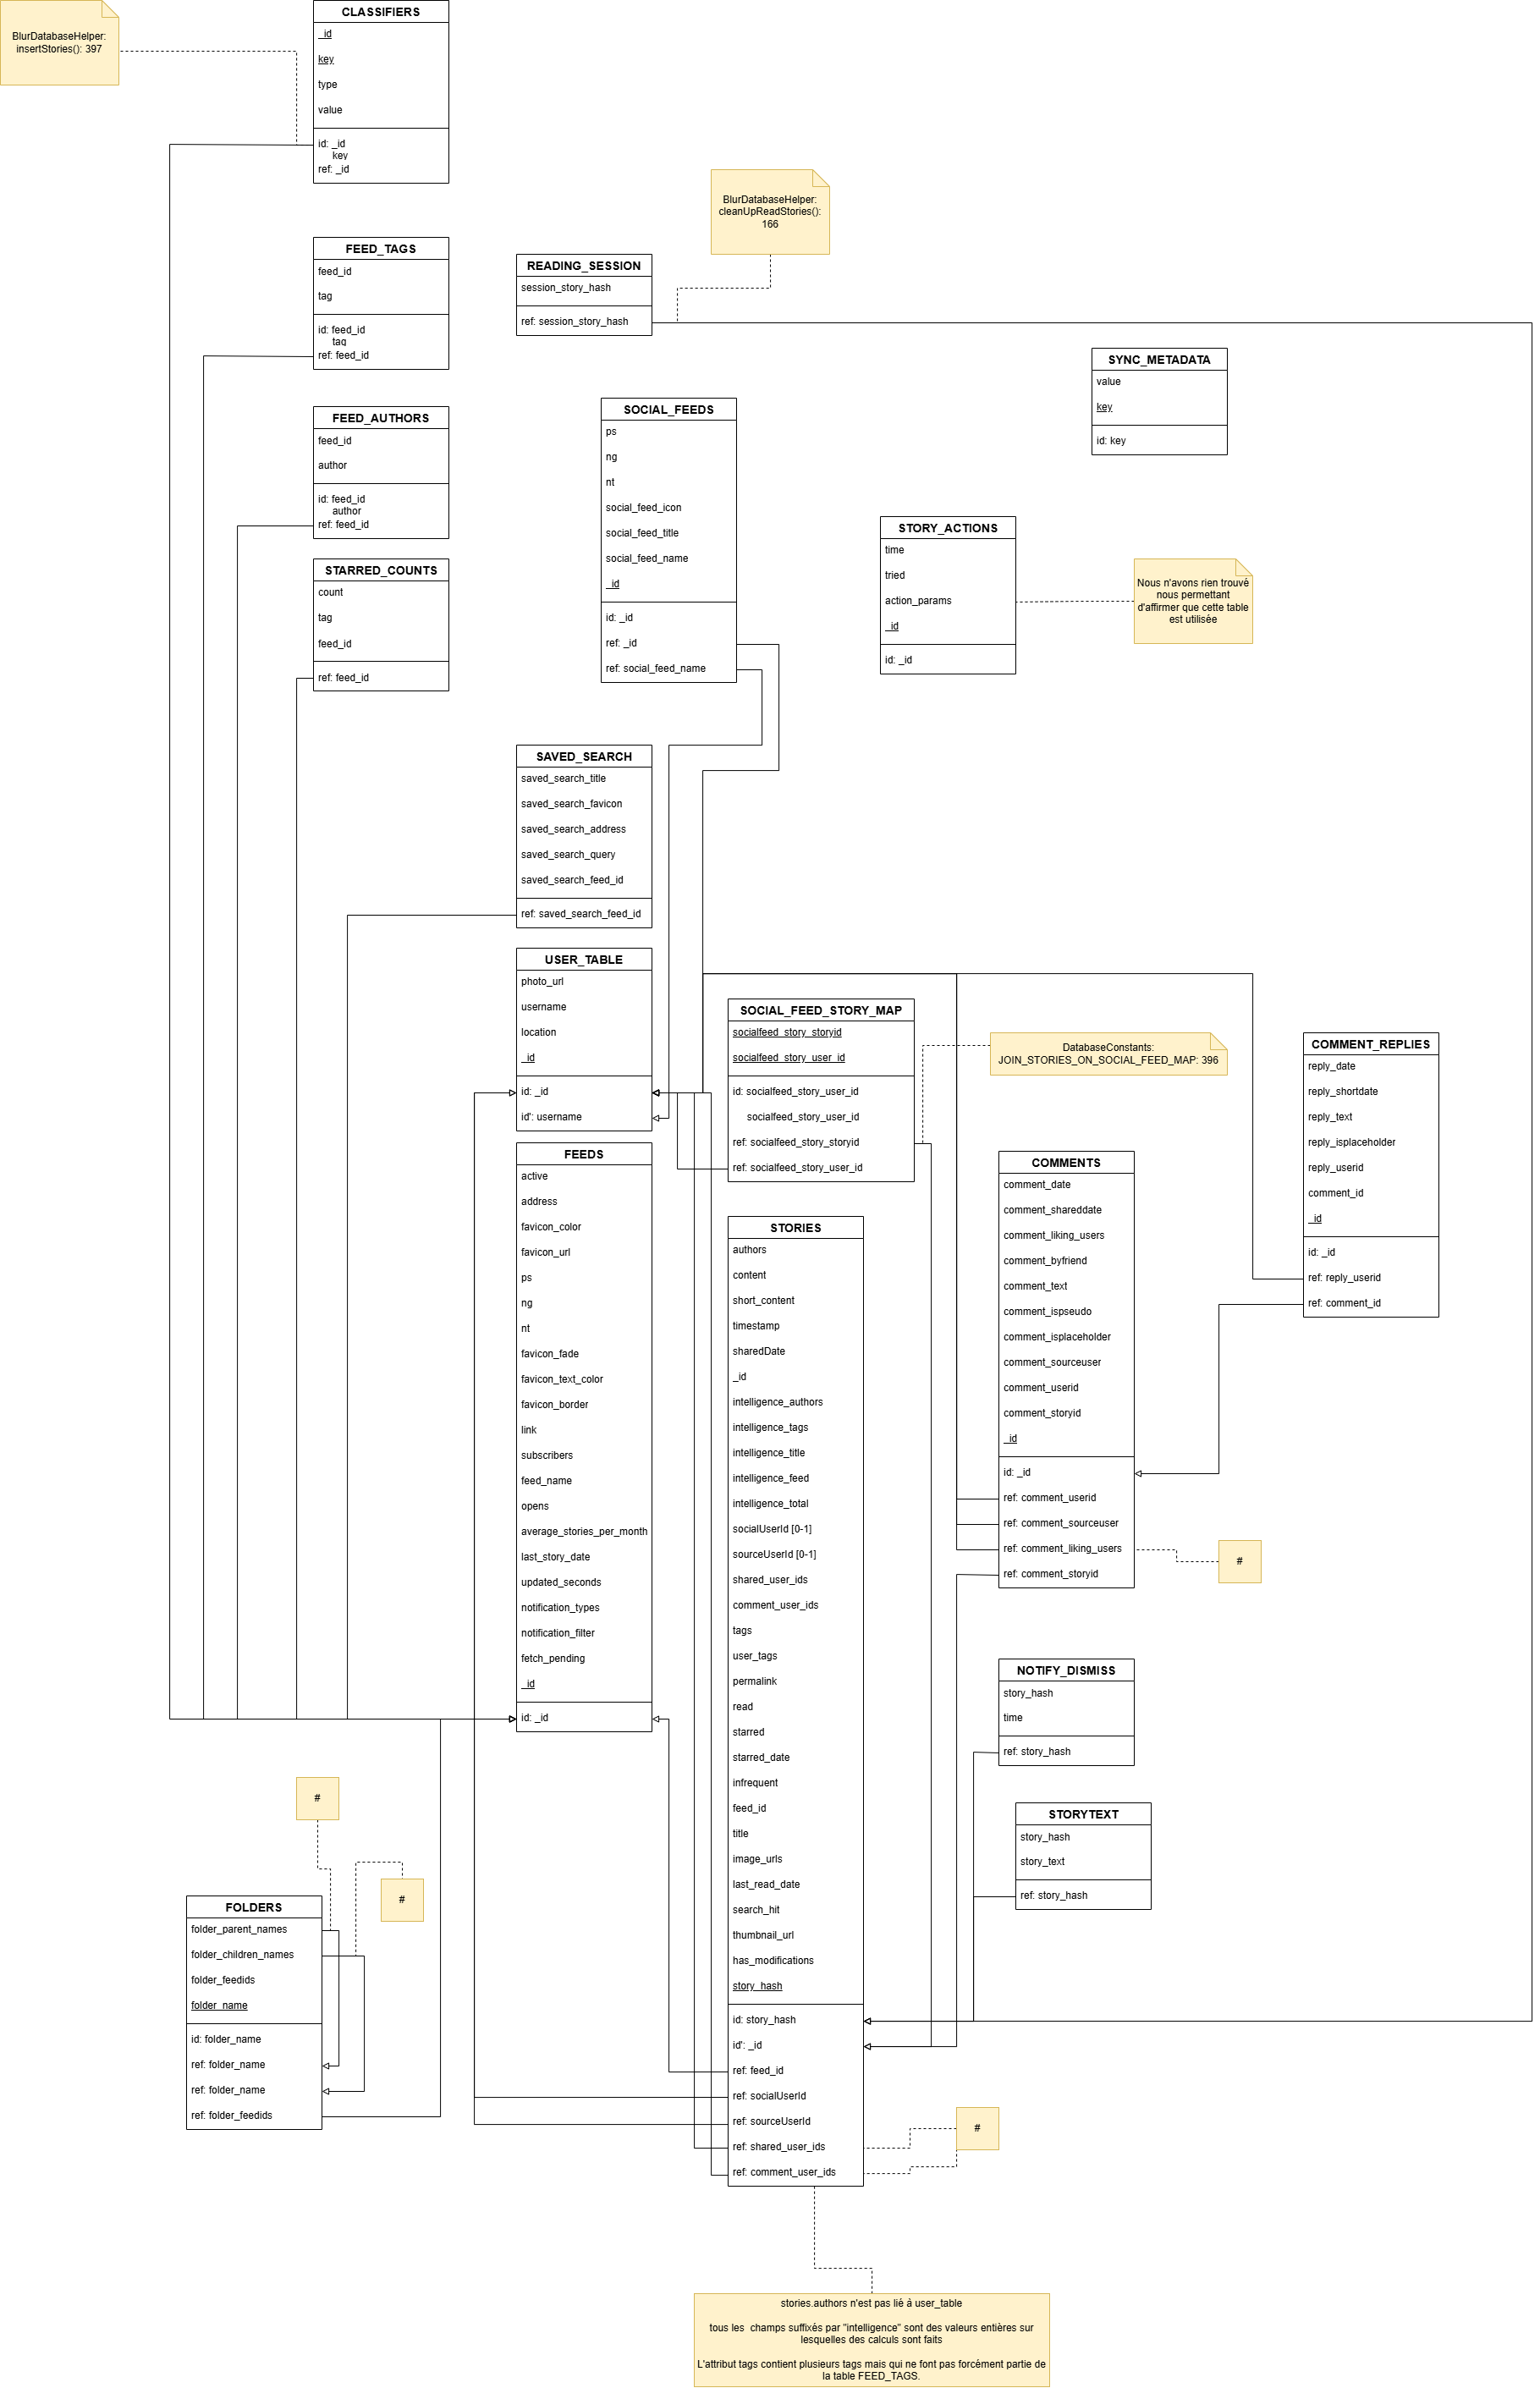 BlurDatabaseHelper:
insertStories(): 397
CLASSIFIERS
_id
key
type
value
id: _id
key
ref: _id
BlurDatabaseHelper:
cleanUpReadStories():
166
FEED_TAGS
feed_id
tag
id: feed_id
tag
ref: feed_id
READING_SESSION
session_story_hash
ref: session_story_hash
SYNC_METADATA
value
key
id: key
FEED_AUTHORS
feed_id
author
id: feed_id
author
ref: feed_id
SOCIAL_FEEDS
ps
ng
nt
social_feed_icon
social_feed_title
social_feed_name
_id
id: _id
ref: _id
ref: social_feed_name
STORY_ACTIONS
time
tried
action_params
_id
id: _id
Nous n'avons rien trouvé
nous permettant
d'affirmer que cette table
est utilisée
STARRED_COUNTS
count
tag
feed_id
ref: feed_id
SAVED_SEARCH
saved_search_title
saved_search_favicon
saved_search_address
saved_search_query
saved_search_feed_id
ref: saved_search_feed_id
USER_TABLE
photo_url
username
location
_id
id: _id
id': username
SOCIAL_FEED_STORY_MAP
socialfeed_story_storyid
socialfeed_story_user_id
id: socialfeed_story_user_id
socialfeed_story_user_id
ref: socialfeed_story_storyid
ref: socialfeed_story_user_id
DatabaseConstants:
JOIN_STORIES_ON_SOCIAL_FEED_MAP: 396
COMMENT_REPLIES
reply_date
reply_shortdate
reply_text
reply_isplaceholder
reply_userid
comment_id
_id
id: _id
ref: reply_userid
ref: comment_id
FEEDS
active
address
favicon_color
favicon_url
ps
ng
nt
favicon_fade
favicon_text_color
favicon_border
link
subscribers
feed_name
opens
average_stories_per_month
last_story_date
updated_seconds
notification_types
notification_filter
fetch_pending
_id
id: _id
STORIES
authors
content
short_content
timestamp
sharedDate
_id
intelligence_authors
intelligence_tags
intelligence_title
intelligence_feed
intelligence_total
socialUserId [0-1]
sourceUserId [0-1]
shared_user_ids
comment_user_ids
tags
user_tags
permalink
read
starred
starred_date
infrequent
feed_id
title
image_urls
last_read_date
search_hit
thumbnail_url
has_modifications
story_hash
id: story_hash
id': _id
ref: feed_id
ref: socialUserId
ref: sourceUserId
ref: shared_user_ids
ref: comment_user_ids
COMMENTS
comment_date
comment_shareddate
comment_liking_users
comment_byfriend
comment_text
comment_ispseudo
comment_isplaceholder
comment_sourceuser
comment_userid
comment_storyid
_id
id: _id
ref: comment_userid
ref: comment_sourceuser
ref: comment_liking_users
ref: comment_storyid
#
NOTIFY_DISMISS
story_hash
time
ref: story_hash
STORYTEXT
story_hash
story_text
ref: story_hash
#
#
FOLDERS
folder_parent_names
folder_children_names
folder_feedids
folder_name
id: folder_name
ref: folder_name
ref: folder_name
ref: folder_feedids
#
stories.authors n'est pas lié à user_table
tous les champs suffixés par "intelligence" sont des valeurs entières sur
lesquelles des calculs sont faits
L'attribut tags contient plusieurs tags mais qui ne font pas forcément partie de
la table FEED_TAGS.